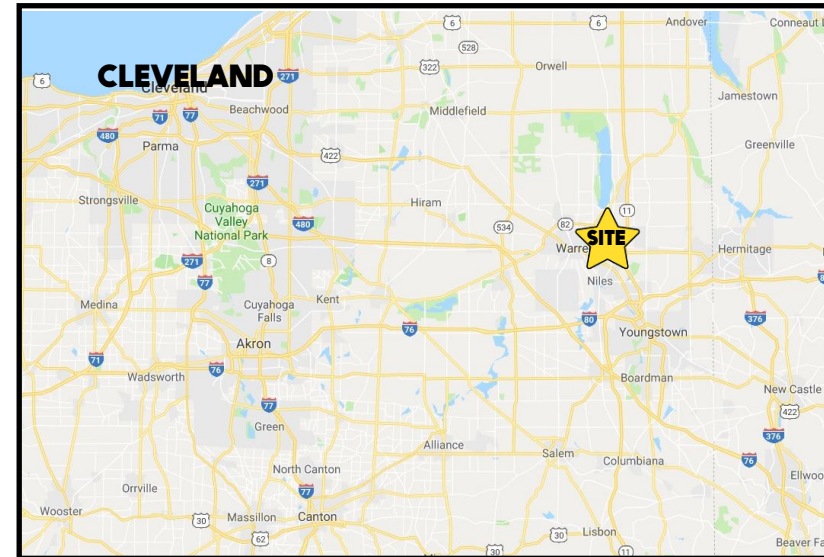 6
6
Andover
Conneaut L
528
CLEVELAND
271
322
Orwell
6
Cleveland
Jamestown
Beachwood
Middlefield
71
77
480
Parma
422
Greenville
271
Strongsville
Cuyahoga
Valley
National Park
Hiram
11
480
534
82
SITE
Warre
Hermitage
8
271
77
Niles
Medina
Cuyahoga
Falls
Kent
76
80
376
Youngstown
Akron
71
76
Wadsworth
Boardman
77
New Castle
422
Green
376
Alliance
Salem
Columbiana
76
North Canton
Ellwoo
77
Orrville
Wooster
30
Massillon
Canton
62
30
Lisbon
30
11
Beaver Fa